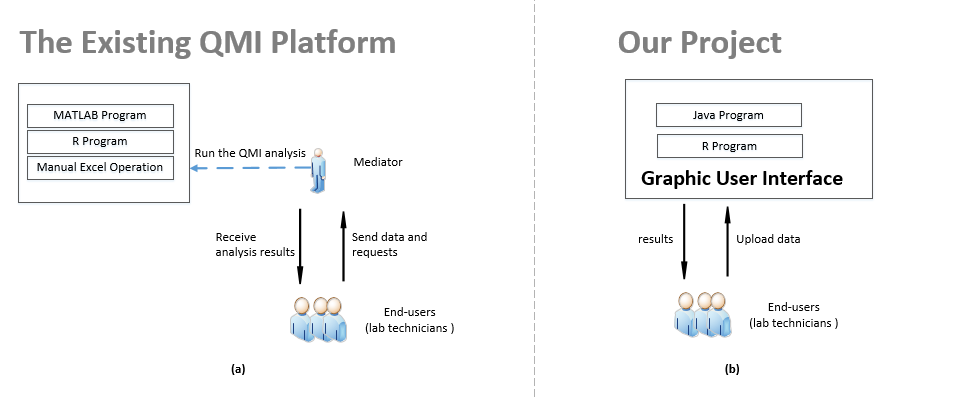 The Existing QMI Platform
MATLAB Program
R Program
Manual Excel Operation
Run the QMI analysis
Mediator
Receive
analysis results
Send data and
requests
End-users
(lab technicians )
(a)
Our Project
Java Program
R Program
Graphic User Interface
results
Upload data
End-users
(lab technicians )
(b)